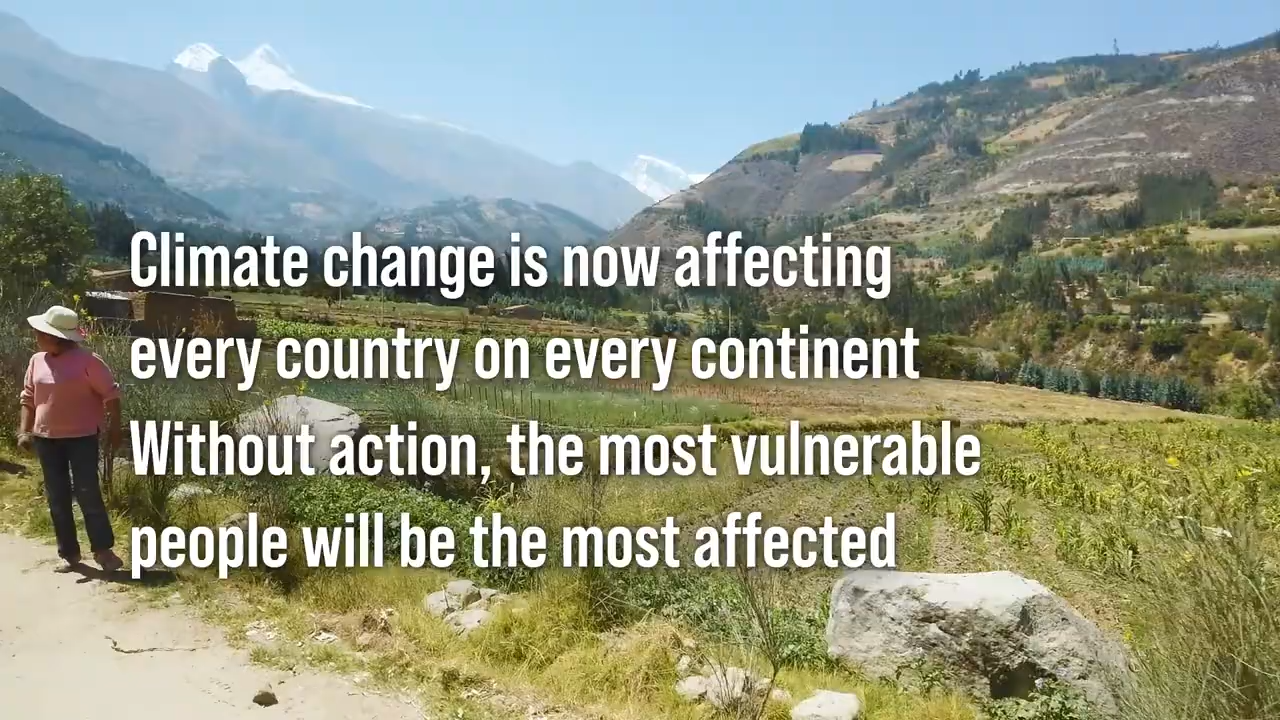 Climate change is now affecting
every country on every continent
Without action, the most vulnerable
people will be the most affected